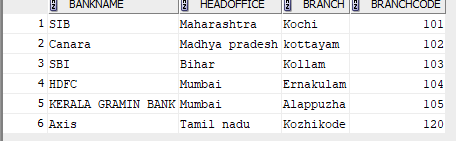 BANKNAME HEADOFFICE BRANCH BRANCHCODE
1 SIB Maharashtra Kochi 101
2 Canara Madhya pradesh kottayam 102
3 SBI Bihar Kollam 103
4 HDFC Mumbai Ernakulam 104
5 KERALA GRAMIN BANK Mumbai Alappuzha 105
6 Axis Tamil nadu Kozhikode 120